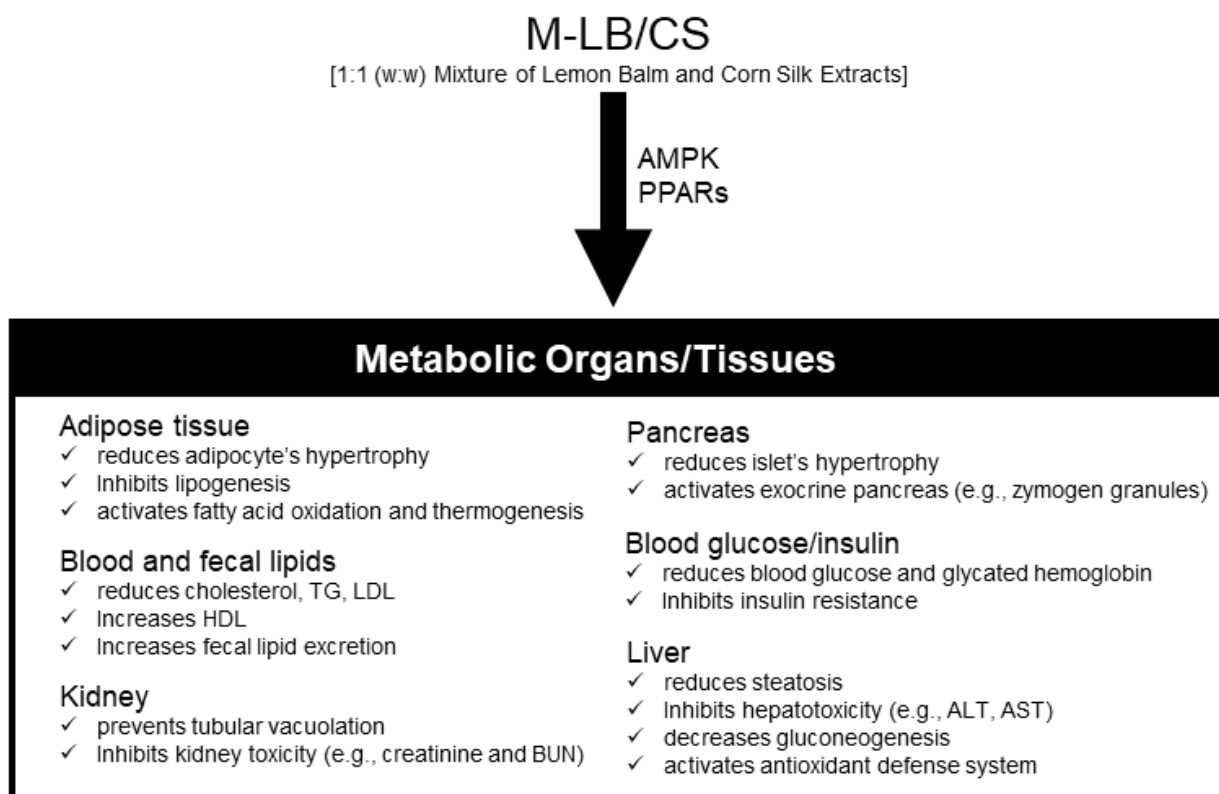 M-LB/CS
[1:1 (w:w) Mixture of Lemon Balm and Corn Silk Extracts]
AMPK
PPARs
Metabolic Organs/Tissues
Adipose tissue
✓ reduces adipocyte's hypertrophy
✓ Inhibits lipogenesis
✓ activates fatty acid oxidation and thermogenesis
Blood and fecal lipids
✓ reduces cholesterol, TG, LDL
✓ Increases HDL
✓ Increases fecal lipid excretion
Kidney
✓ prevents tubular vacuolation
✓ Inhibits kidney toxicity (e.g., creatinine and BUN)
Pancreas
✓ reduces islet's hypertrophy
✓ activates exocrine pancreas (e.g., zymogen granules)
Blood glucose/insulin
✓ reduces blood glucose and glycated hemoglobin
✓ Inhibits insulin resistance
Liver
✓ reduces steatosis
✓ Inhibits hepatotoxicity (e.g., ALT, AST)
✓ decreases gluconeogenesis
✓ activates antioxidant defense system